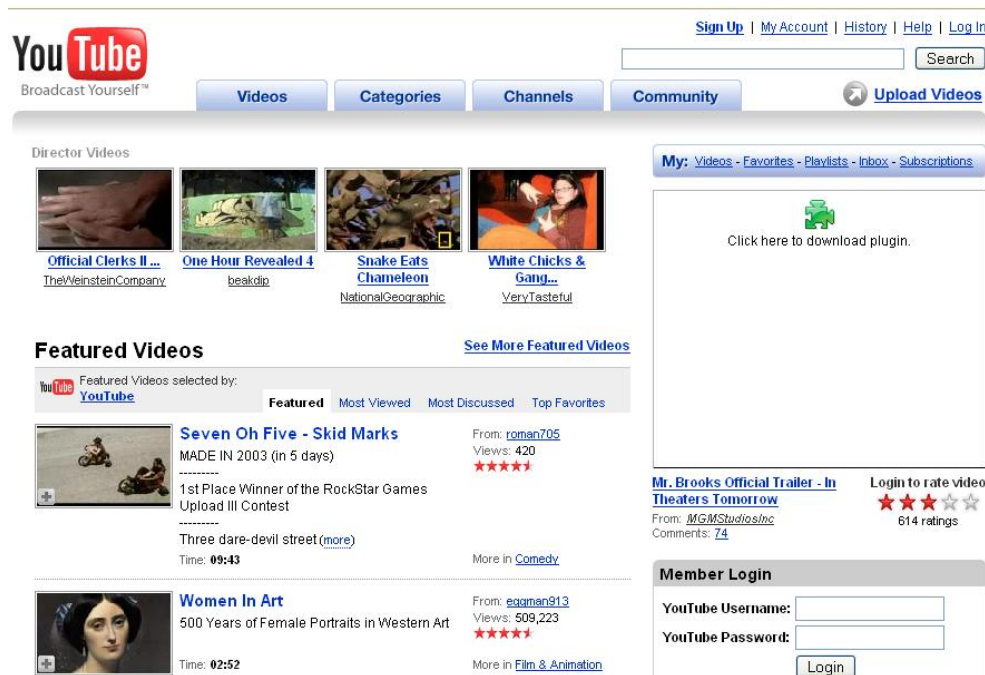 Sign Up | My Account | History | Help | Log In
YouTube
Broadcast Yourself™
Search
Videos
Categories
Channels
Community
Upload Videos
Director Videos
Official Clerks II ...
TheWeinsteinCompany
One Hour Revealed 4
beakdip
Snake Eats
Chameleon
NationalGeographic
White Chicks &
Gang...
VeryTasteful
My: Videos - Favorites - Playlists - Inbox - Subscriptions
Click here to download plugin.
Mr. Brooks Official Trailer - In
Theaters Tomorrow
From: MGMStudiosInc
Comments: 74
Login to rate video
614 ratings
Featured Videos
See More Featured Videos
YouTube
Featured Videos selected by:
YouTube
Featured
Most Viewed
Most Discussed
Top Favorites
Seven Oh Five - Skid Marks
MADE IN 2003 (in 5 days)
---------
1st Place Winner of the RockStar Games
Upload III Contest
---------
Three dare-devil street (more)
Time: 09:43
From: roman705
Views: 420
More in Comedy
Women In Art
500 Years of Female Portraits in Western Art
Time: 02:52
From: eggman913
Views: 509,223
More in Film & Animation
Member Login
YouTube Username:
YouTube Password:
Login